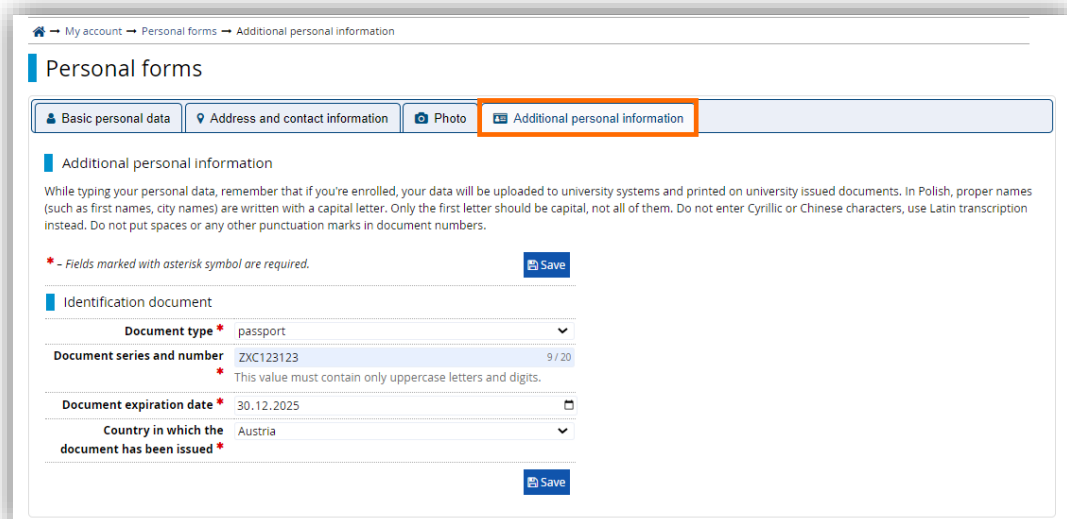 → My account → Personal forms → Additional personal information
Personal forms
Basic personal data Address and contact information Photo Additional personal information
Additional personal information
While typing your personal data, remember that if you're enrolled, your data will be uploaded to university systems and printed on university issued documents. In Polish, proper names
(such as first names, city names) are written with a capital letter. Only the first letter should be capital, not all of them. Do not enter Cyrillic or Chinese characters, use Latin transcription
instead. Do not put spaces or any other punctuation marks in document numbers.
* – Fields marked with asterisk symbol are required. Save
Identification document
Document type * passport
Document series and number ZXC123123 9 / 20
* This value must contain only uppercase letters and digits.
Document expiration date * 30.12.2025
Country in which the Austria
document has been issued *
Save